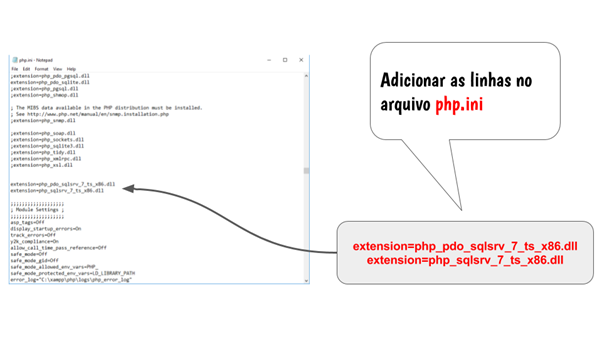 php.ini - Notepad
File Edit Format View Help
;extension=php_pdo_pgsql.dll
extension=php_pdo_sqlite.dll
;extension=php_pgsql.dll
;extension=php_shmop.dll
; The MIBS data available in the PHP distribution must be installed.
; See http://www.php.net/manual/en/snmp.installation.php
;extension=php_snmp.dll
;extension=php_soap.dll
;extension=php_sockets.dll
;extension=php_sqlite3.dll
;extension=php_tidy.dll
;extension=php_xmlrpc.dll
;extension=php_xsl.dll
extension=php_pdo_sqlsrv_7_ts_x86.dll
extension=php_sqlsrv_7_ts_x86.dll
;;;;;;;;;;;;;;;;;;;
; Module Settings ;
;;;;;;;;;;;;;;;;;;;
asp_tags=Off
display_startup_errors=On
track_errors=Off
y2k_compliance=On
allow_call_time_pass_reference=Off
safe_mode=Off
safe_mode_gid=Off
safe_mode_allowed_env_vars=PHP_
safe_mode_protected_env_vars=LD_LIBRARY_PATH
error_log="C:\xampp\php\logs\php_error_log"
Adicionar as linhas no
arquivo php.ini
extension=php_pdo_sqlsrv_7_ts_x86.dll
extension=php_sqlsrv_7_ts_x86.dll